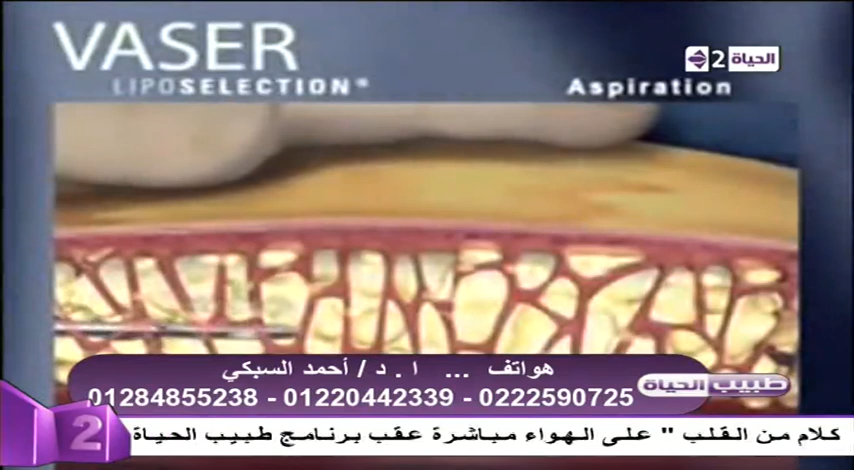 VASER
LIPOSELECTION®
الحياة 2
Aspiration
هواتف ... ا . د / أحمد السبكي
01284855238 - 01220442339 - 0222590725
طبيب الحياة
كلام من القلب " على الهواء مباشرة عقب برنامج طبيب الحياة
2